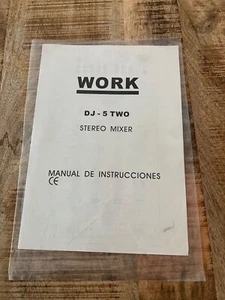 WORK
DJ - 5 TWO
STEREO MIXER
MANUAL DE INSTRUCCIONES
CE